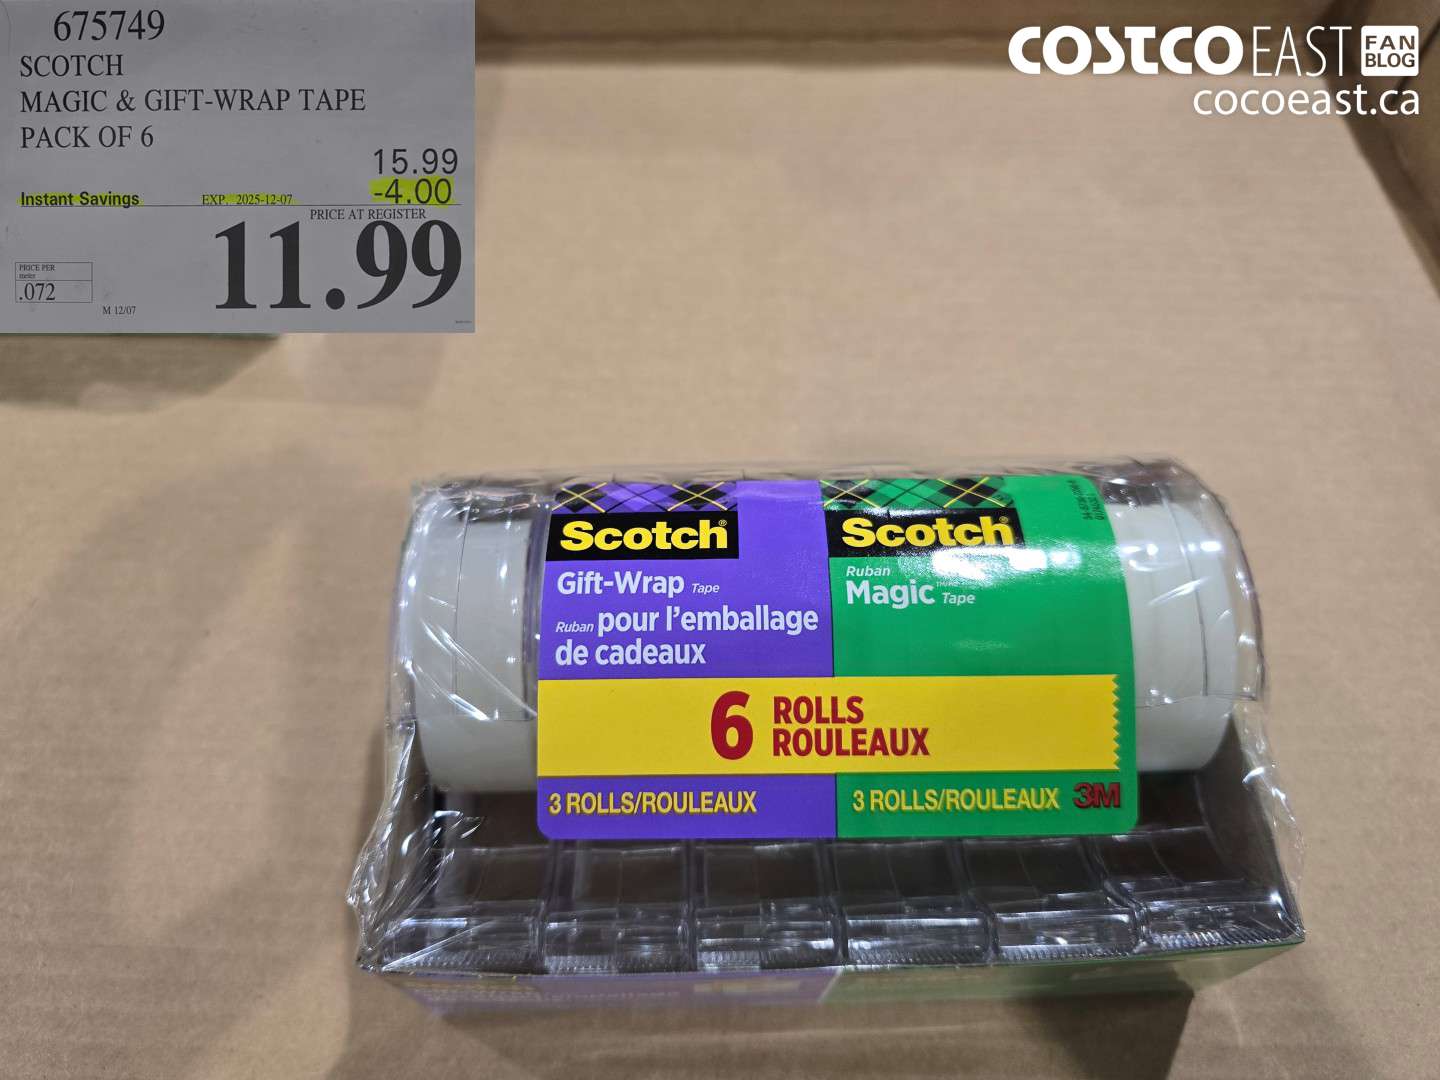 675749
SCOTCH
MAGIC & GIFT-WRAP TAPE
PACK OF 6
15.99
Instant Savings EXP. 2025-12-07 -4.00
PRICE AT REGISTER
11.99
PRICE PER
meter
.072
M 12/07
COSTCO EAST FAN BLOG
cocoeast.ca
Scotch®
Gift-Wrap Tape
Ruban pour l'emballage
de cadeaux
Scotch®
Ruban
Magic Tape
6 ROLLS
ROULEAUX
3 ROLLS/ROULEAUX
3 ROLLS/ROULEAUX 3M